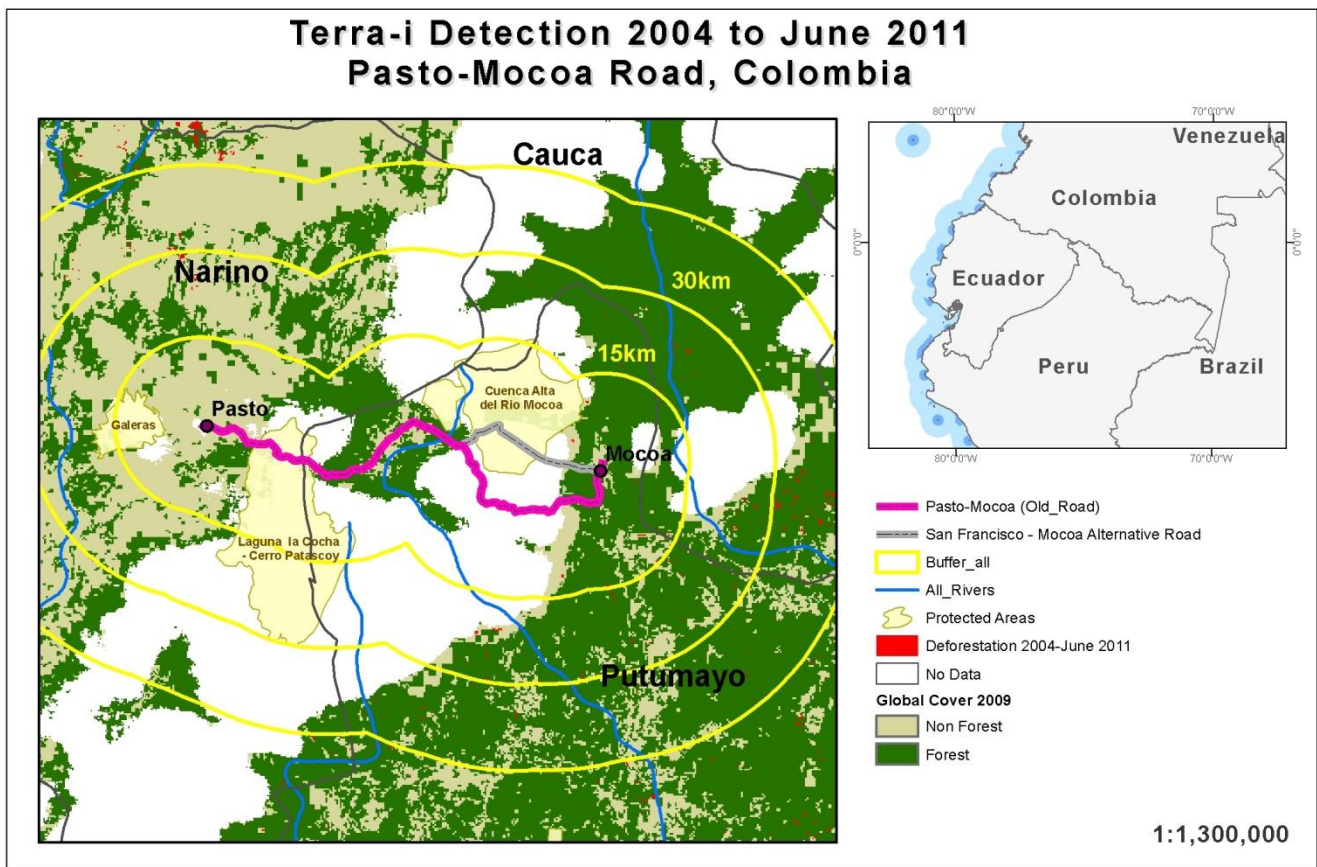 Terra-i Detection 2004 to June 2011
Pasto-Mocoa Road, Colombia
Cauca
Narino
30km
15km
Cuenca Alta
del Rio Mocoa
Pasto
Galeras
Mocoa
Laguna la Cocha
- Cerro Patascoy
Putumayo
80°0'0"W
70°0'0"W
Venezuela
Colombia
0°0'0"
0°0'0"
Ecuador
Peru
Brazil
80°0'0"W
70°0'0"W
Pasto-Mocoa (Old_Road)
San Francisco - Mocoa Alternative Road
Buffer_all
All_Rivers
Protected Areas
Deforestation 2004-June 2011
No Data
Global Cover 2009
Non Forest
Forest
1:1,300,000